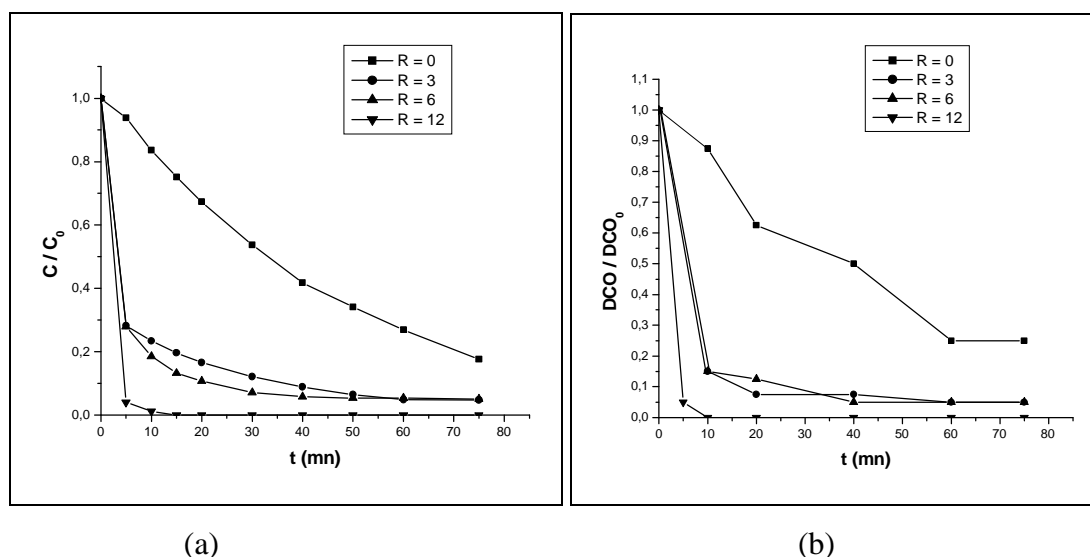 R = 0
R = 3
R = 6
R = 12
1,0
0,8
0,6
0,4
0,2
0,0
C / C0
0 10 20 30 40 50 60 70 80
t (mn)
(a)
R = 0
R = 3
R = 6
R = 12
1,1
1,0
0,9
0,8
0,7
0,6
0,5
0,4
0,3
0,2
0,1
0,0
DCO / DCO0
0 10 20 30 40 50 60 70 80
t (mn)
(b)